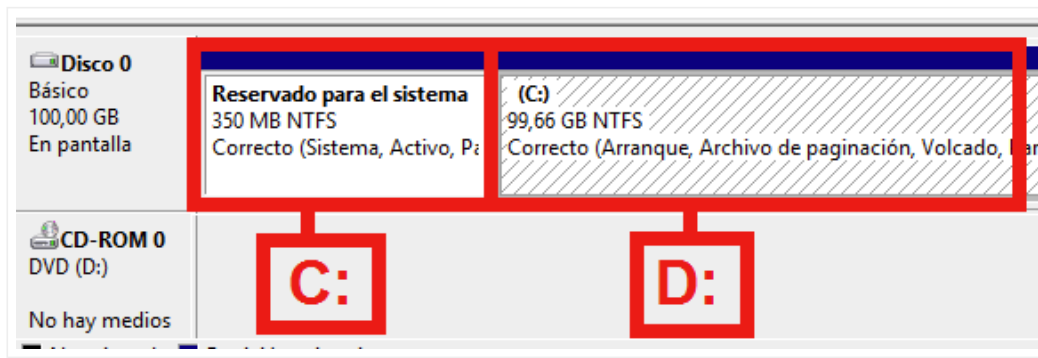 Disco 0
Básico
100,00 GB
En pantalla
Reservado para el sistema
350 MB NTFS
Correcto (Sistema, Activo,
(C:)
99,66 GB NTFS
Correcto (Arranque, Archivo de paginación, Volcado,
CD-ROM 0
DVD (D:)
No hay medios
C:
D: